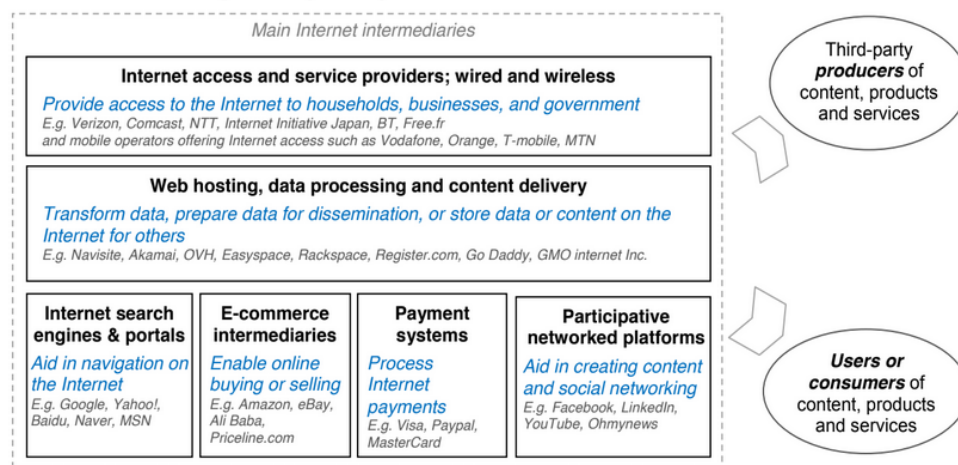 Main Internet intermediaries
Internet access and service providers; wired and wireless
Provide access to the Internet to households, businesses, and government
E.g. Verizon, Comcast, NTT, Internet Initiative Japan, BT, Free.fr
and mobile operators offering Internet access such as Vodafone, Orange, T-mobile, MTN
Web hosting, data processing and content delivery
Transform data, prepare data for dissemination, or store data or content on the
Internet for others
E.g. Navisite, Akamai, OVH, Easyspace, Rackspace, Register.com, Go Daddy, GMO internet Inc.
Internet search
engines & portals
Aid in navigation on
the Internet
E.g. Google, Yahoo!,
Baidu, Naver, MSN
E-commerce
intermediaries
Enable online
buying or selling
E.g. Amazon, eBay,
Ali Baba,
Priceline.com
Payment
systems
Process
Internet
payments
E.g. Visa, Paypal,
MasterCard
Participative
networked platforms
Aid in creating content
and social networking
E.g. Facebook, LinkedIn,
YouTube, Ohmynews
Third-party
producers of
content, products
and services
Users or
consumers of
content, products
and services